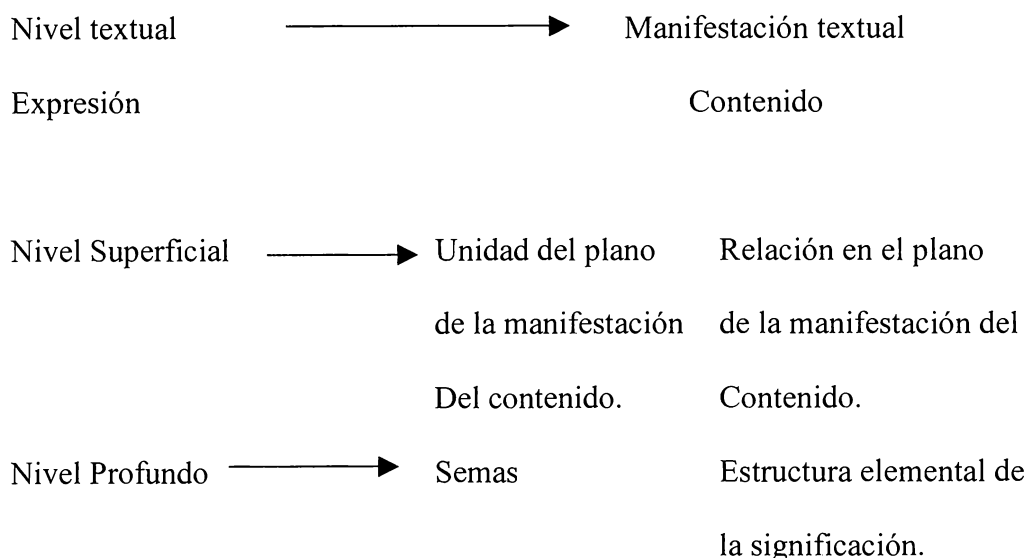 Nivel textual Manifestación textual
Expresión Contenido
Nivel Superficial Unidad del plano Relación en el plano
de la manifestación de la manifestación del
Del contenido. Contenido.
Nivel Profundo Semas Estructura elemental de
la significación.